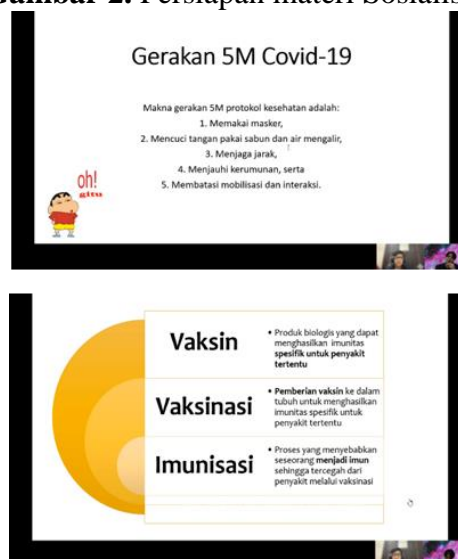 Gambar 2. Persiapan materi Sosialis
Gerakan 5M Covid-19
Makna gerakan 5M protokol kesehatan adalah:
1. Memakai masker,
2. Mencuci tangan pakai sabun dan air mengalir,
3. Menjaga jarak,
4. Menjauhi kerumunan, serta
5. Membatasi mobilisasi dan interaksi.
oh!
gitu
Vaksin
• Produk biologis yang dapat
menghasilkan imunitas
spesifik untuk penyakit
tertentu
Vaksinasi
• Pemberian vaksin ke dalam
tubuh untuk menghasilkan
imunitas spesifik untuk
penyakit tertentu
Imunisasi
• Proses yang menyebabkan
seseorang menjadi imun
sehingga tercegah dari
penyakit melalui vaksinasi